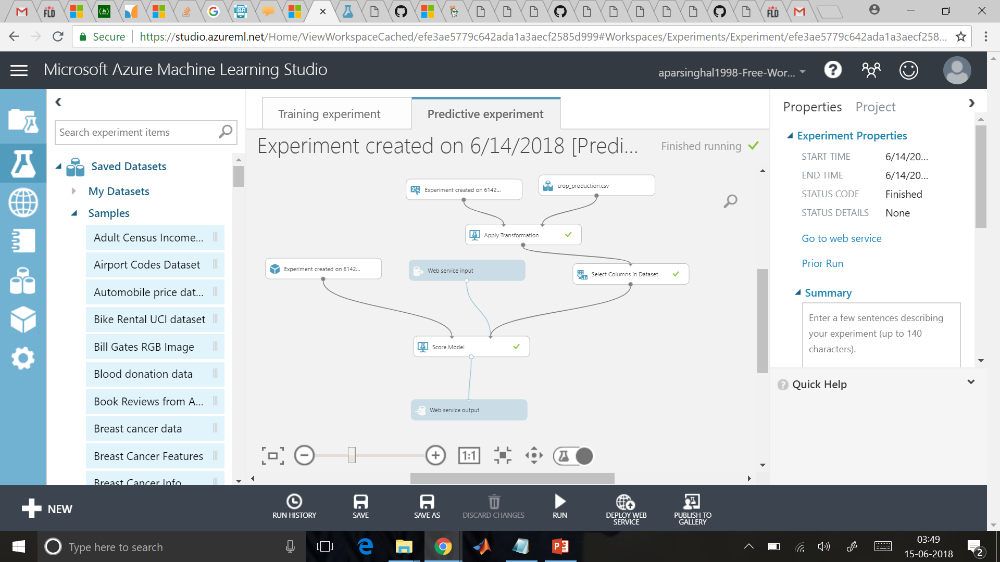 Secure
https://studio.azureml.net/Home/ViewWorkspaceCached/efe3ae5779c642ada1a3aecf2585d999#Workspaces/Experiments/Experiment/efe3ae5779c642ada1a3aecf258...
Microsoft Azure Machine Learning Studio
aparsinghal1998-Free-Wor...
Search experiment items
Saved Datasets
My Datasets
Samples
Adult Census Income...
Airport Codes Dataset
Automobile price dat...
Bike Rental UCI dataset
Bill Gates RGB Image
Blood donation data
Book Reviews from A...
Breast cancer data
Breast Cancer Features
Breast Cancer Info
Training experiment
Predictive experiment
Experiment created on 6/14/2018 [Predi...
Finished running
Experiment created on 6142...
crop_production.csv
Apply Transformation
Experiment created on 6142...
Web service input
Select Columns in Dataset
Score Model
Web service output
1:1
Properties
Project
Experiment Properties
START TIME 6/14/20...
END TIME 6/14/20...
STATUS CODE Finished
STATUS DETAILS None
Go to web service
Prior Run
Summary
Enter a few sentences describing
your experiment (up to 140
characters).
Quick Help
NEW
RUN HISTORY
SAVE
SAVE AS
DISCARD CHANGES
RUN
DEPLOY WEB
SERVICE
PUBLISH TO
GALLERY
Type here to search
03:49
15-06-2018
2